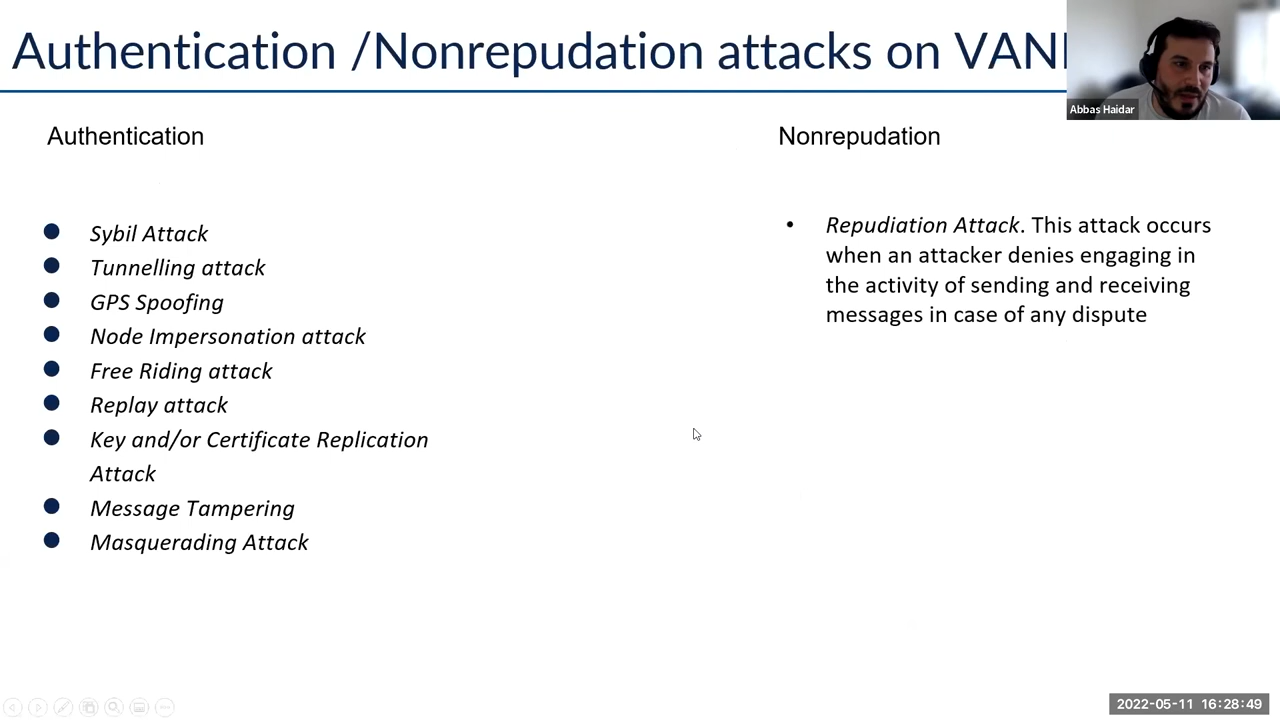 Authentication /Nonrepudation attacks on
Abbas Haidar
Authentication
Nonrepudation
Sybil Attack
Tunnelling attack
GPS Spoofing
Node Impersonation attack
Free Riding attack
Replay attack
Key and/or Certificate Replication
Attack
Message Tampering
Masquerading Attack
Repudiation Attack. This attack occurs
when an attacker denies engaging in
the activity of sending and receiving
messages in case of any dispute
2022-05-11 16:28:49